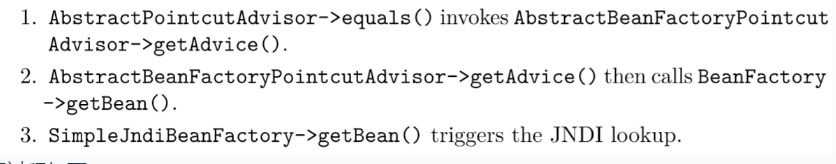 1. AbstractPointcutAdvisor->equals() invokes AbstractBeanFactoryPointcut
Advisor->getAdvice().
2. AbstractBeanFactoryPointcutAdvisor->getAdvice() then calls BeanFactory
->getBean().
3. SimpleJndiBeanFactory->getBean() triggers the JNDI lookup.